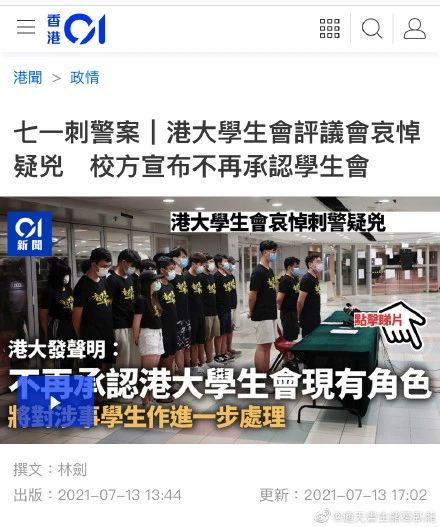 香港01
港聞 > 政情
七一刺警案｜港大學生會評議會哀悼
疑兇　校方宣布不再承認學生會
01
新聞
港大學生會哀悼刺警疑兇
點擊睇片
港大發聲明：
不再承認港大學生會現有角色
將對涉事學生作進一步處理
撰文：林劍
出版：2021-07-13 13:44
更新：2021-07-13 17:02